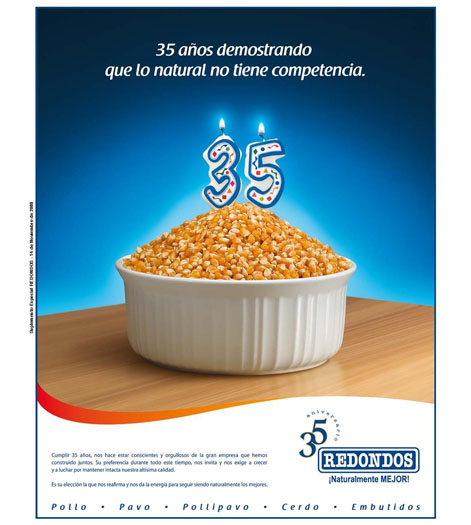 35 años demostrando
que lo natural no tiene competencia.
35
Suplemento Especial REDONDOS - 14 de Noviembre de 2008
35 aniversario
REDONDOS
¡Naturalmente MEJOR!
Cumplir 35 años, nos hace estar conscientes y orgullosos de la gran empresa que hemos
construido juntos. Su preferencia durante todo este tiempo, nos invita y nos exige a crecer
y a luchar por mantener intacta nuestra altísima calidad.
Es su elección la que nos reafirma y nos da la energía para seguir siendo naturalmente los mejores.
Pollo • Pavo • Pollipavo • Cerdo • Embutidos